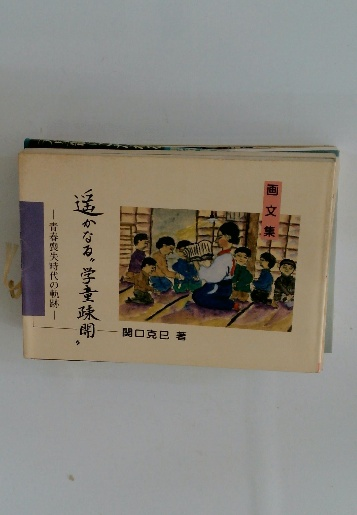 画文集
遥かなる“学童疎開”
―青春喪失時代の軌跡―
関口克巳 著